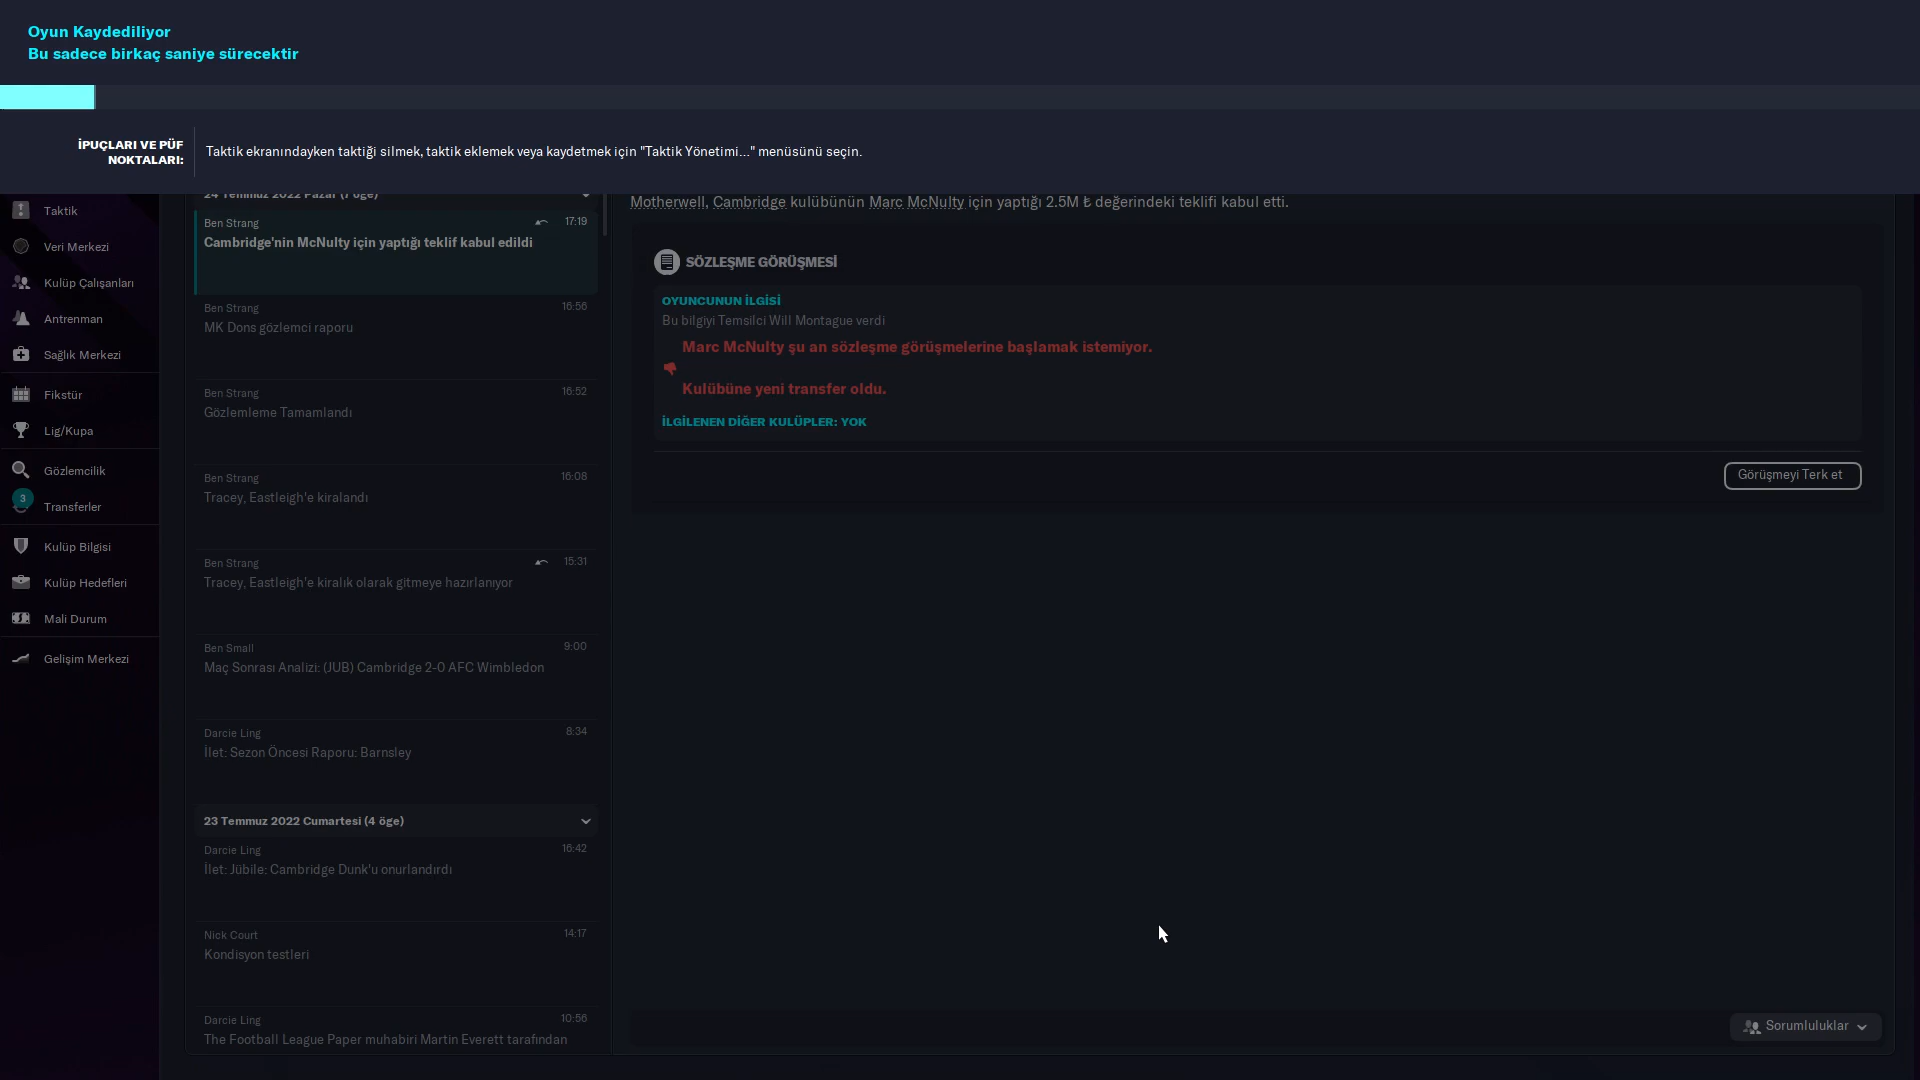 Oyun Kaydediliyor
Bu sadece birkaç saniye sürecektir
İPUÇLARI VE PÜF NOKTALARI:
Taktik ekranındayken taktiği silmek, taktik eklemek veya kaydetmek için "Taktik Yönetimi..." menüsünü seçin.
Taktik
Veri Merkezi
Kulüp Çalışanları
Antrenman
Sağlık Merkezi
Fikstür
Lig/Kupa
Gözlemcilik
3
Transferler
Kulüp Bilgisi
Kulüp Hedefleri
Mali Durum
Gelişim Merkezi
24 Temmuz 2022 Pazar (7 öge)
Ben Strang 17:19
Cambridge'nin McNulty için yaptığı teklif kabul edildi
Ben Strang 16:56
MK Dons gözlemci raporu
Ben Strang 16:52
Gözlemleme Tamamlandı
Ben Strang 16:08
Tracey, Eastleigh'e kiralandı
Ben Strang 15:31
Tracey, Eastleigh'e kiralık olarak gitmeye hazırlanıyor
Ben Small 9:00
Maç Sonrası Analizi: (JUB) Cambridge 2-0 AFC Wimbledon
Darcie Ling 8:34
İlet: Sezon Öncesi Raporu: Barnsley
23 Temmuz 2022 Cumartesi (4 öge)
Darcie Ling 16:42
İlet: Jübile: Cambridge Dunk'u onurlandırdı
Nick Court 14:17
Kondisyon testleri
Darcie Ling 10:56
The Football League Paper muhabiri Martin Everett tarafından
Motherwell, Cambridge kulübünün Marc McNulty için yaptığı 2.5M ₺ değerindeki teklifi kabul etti.
SÖZLEŞME GÖRÜŞMESİ
OYUNCUNUN İLGİSİ
Bu bilgiyi Temsilci Will Montague verdi
Marc McNulty şu an sözleşme görüşmelerine başlamak istemiyor.
Kulübüne yeni transfer oldu.
İLGİLENEN DİĞER KULÜPLER: YOK
Görüşmeyi Terk et
Sorumluluklar